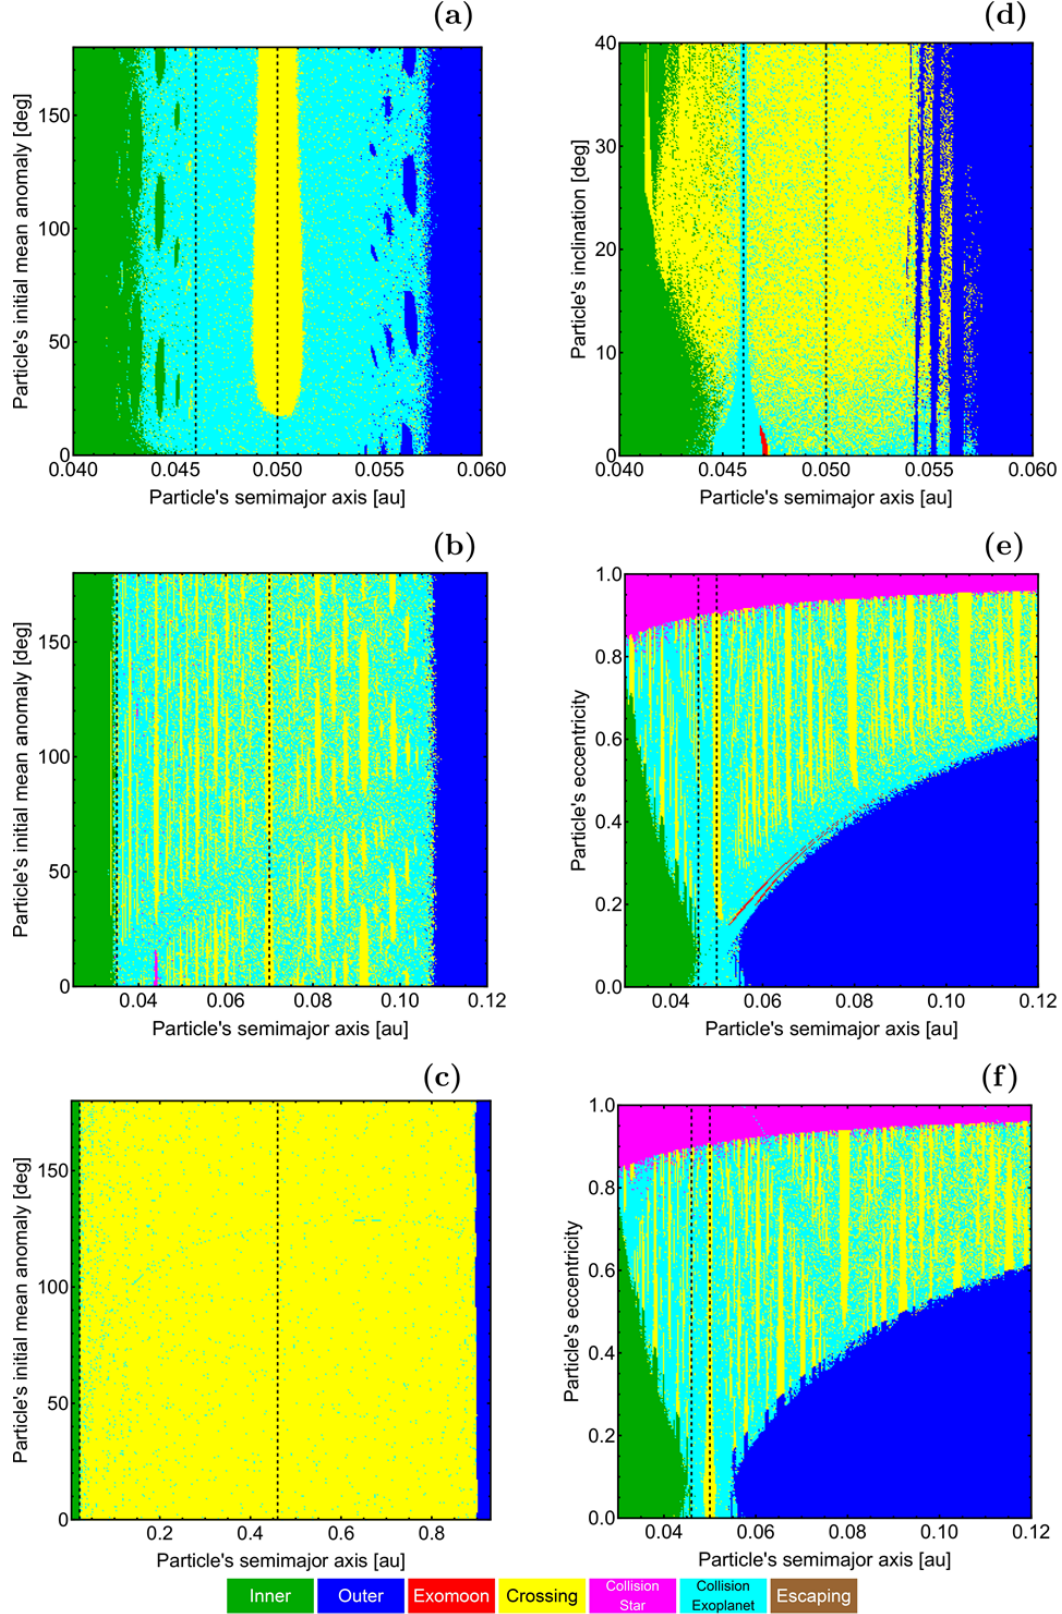 (a)
Particle's initial mean anomaly [deg]
150
100
50
0
0.040 0.045 0.050 0.055 0.060
Particle's semimajor axis [au]
(d)
Particle's inclination [deg]
40
30
20
10
0
0.040 0.045 0.050 0.055 0.060
Particle's semimajor axis [au]
(b)
Particle's initial mean anomaly [deg]
150
100
50
0
0.04 0.06 0.08 0.10 0.12
Particle's semimajor axis [au]
(e)
Particle's eccentricity
1.0
0.8
0.6
0.4
0.2
0.0
0.04 0.06 0.08 0.10 0.12
Particle's semimajor axis [au]
(c)
Particle's initial mean anomaly [deg]
150
100
50
0
0.2 0.4 0.6 0.8
Particle's semimajor axis [au]
(f)
Particle's eccentricity
1.0
0.8
0.6
0.4
0.2
0.0
0.04 0.06 0.08 0.10 0.12
Particle's semimajor axis [au]
Inner
Outer
Exomoon
Crossing
Collision
Star
Collision
Exoplanet
Escaping